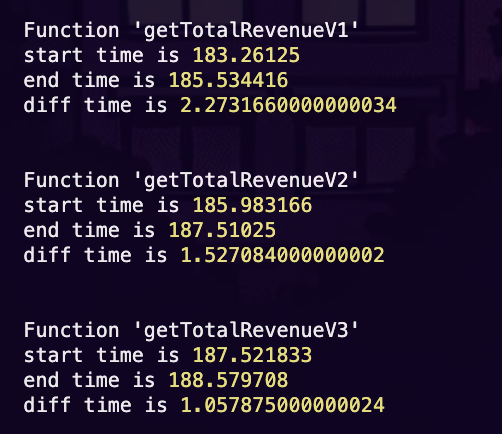 Function 'getTotalRevenueV1'
start time is 183.26125
end time is 185.534416
diff time is 2.2731660000000034
Function 'getTotalRevenueV2'
start time is 185.983166
end time is 187.51025
diff time is 1.527084000000002
Function 'getTotalRevenueV3'
start time is 187.521833
end time is 188.579708
diff time is 1.057875000000024